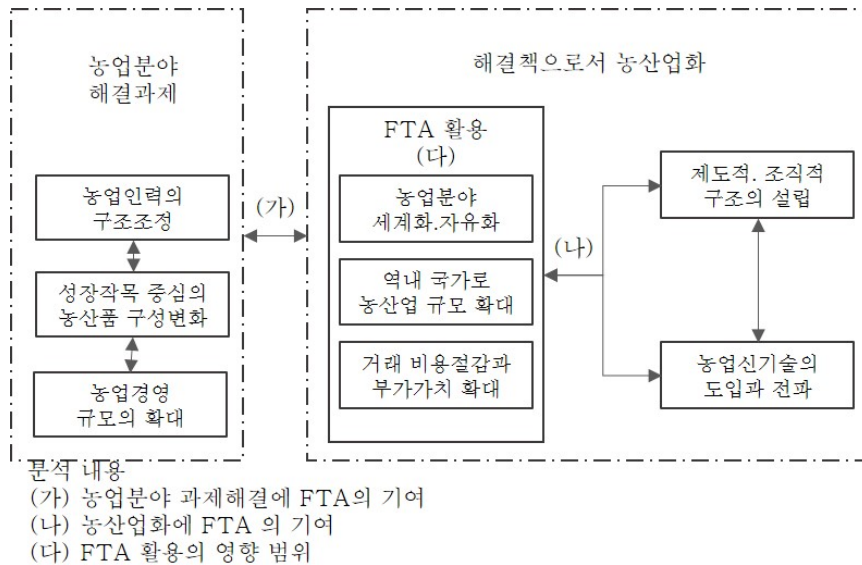 농업분야
해결과제
농업인력의
구조조정
성장작목 중심의
농산품 구성변화
농업경영
규모의 확대
(가)
해결책으로서 농산업화
FTA 활용
(다)
농업분야
세계화.자유화
역내 국가로
농산업 규모 확대
거래 비용절감과
부가가치 확대
(나)
제도적. 조직적
구조의 설립
농업신기술의
도입과 전파
분석 내용
(가) 농업분야 과제해결에 FTA의 기여
(나) 농산업화에 FTA 의 기여
(다) FTA 활용의 영향 범위